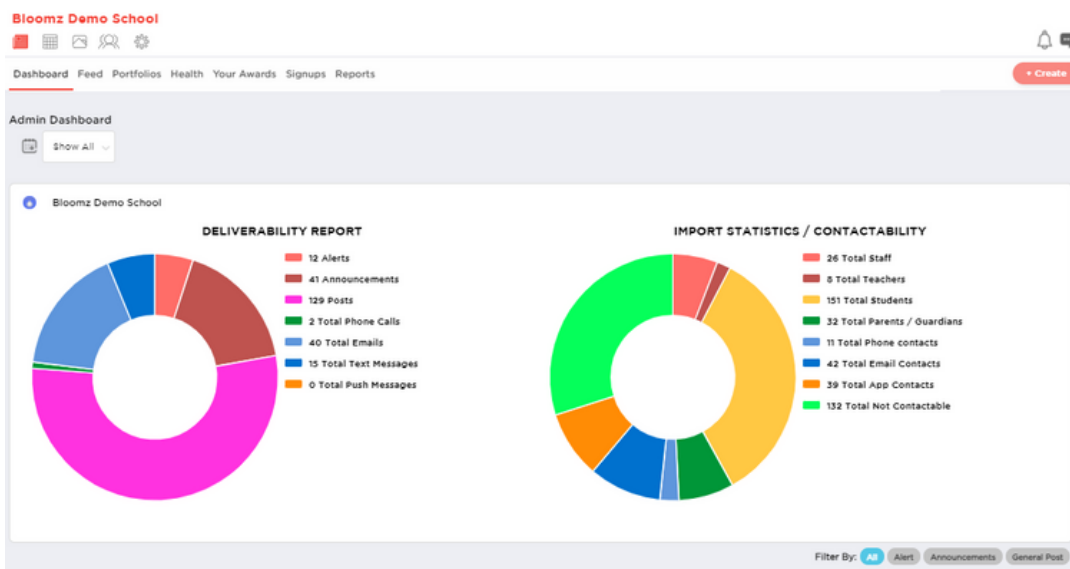 Bloomz Demo School
Dashboard Feed Portfolios Health Your Awards Signups Reports
+ Create
Admin Dashboard
Show All
Bloomz Demo School
DELIVERABILITY REPORT
12 Alerts
41 Announcements
129 Posts
2 Total Phone Calls
40 Total Emails
15 Total Text Messages
0 Total Push Messages
IMPORT STATISTICS / CONTACTABILITY
26 Total Staff
8 Total Teachers
151 Total Students
32 Total Parents / Guardians
11 Total Phone contacts
42 Total Email Contacts
39 Total App Contacts
132 Total Not Contactable
Filter By: All Alert Announcements General Post